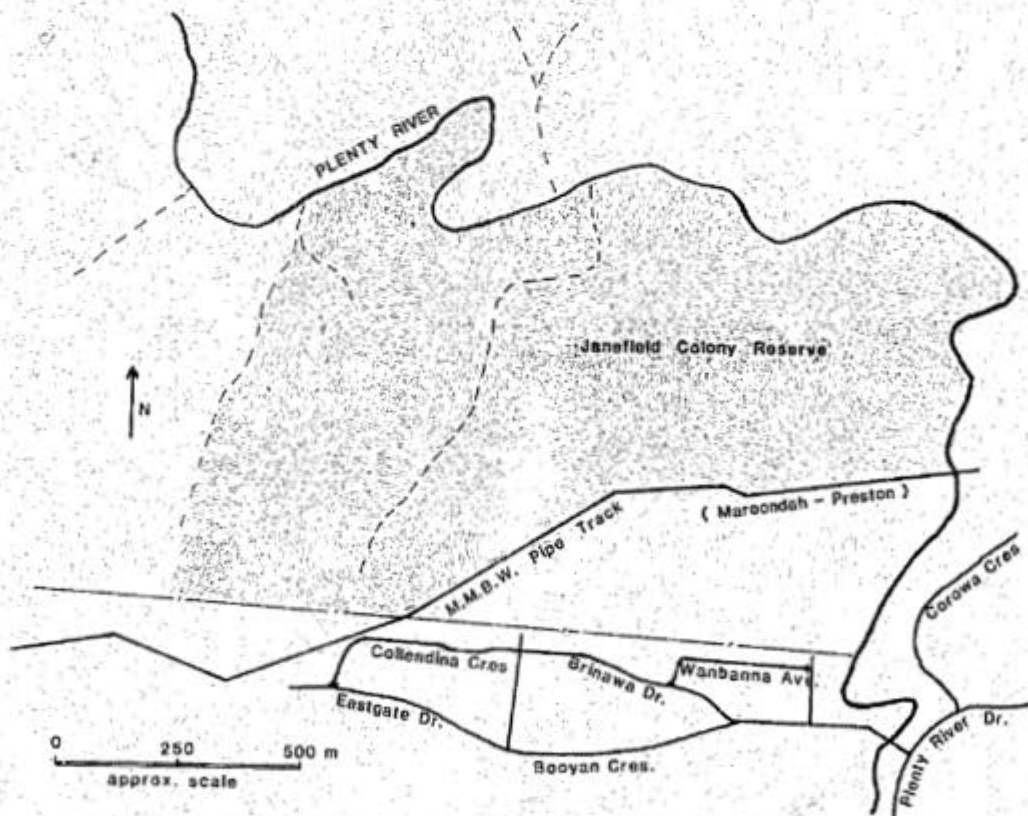 PLENTY RIVER
Janefield Colony Reserve
N
M.M.B.W. Pipe Track
( Maroondah - Preston )
Corowa Cres
Collendina Cres
Brinawa Dr.
Wanbanna Ave.
Eastgate Dr.
Booyan Cres.
Plenty River Dr.
0 250 500 m
approx. scale